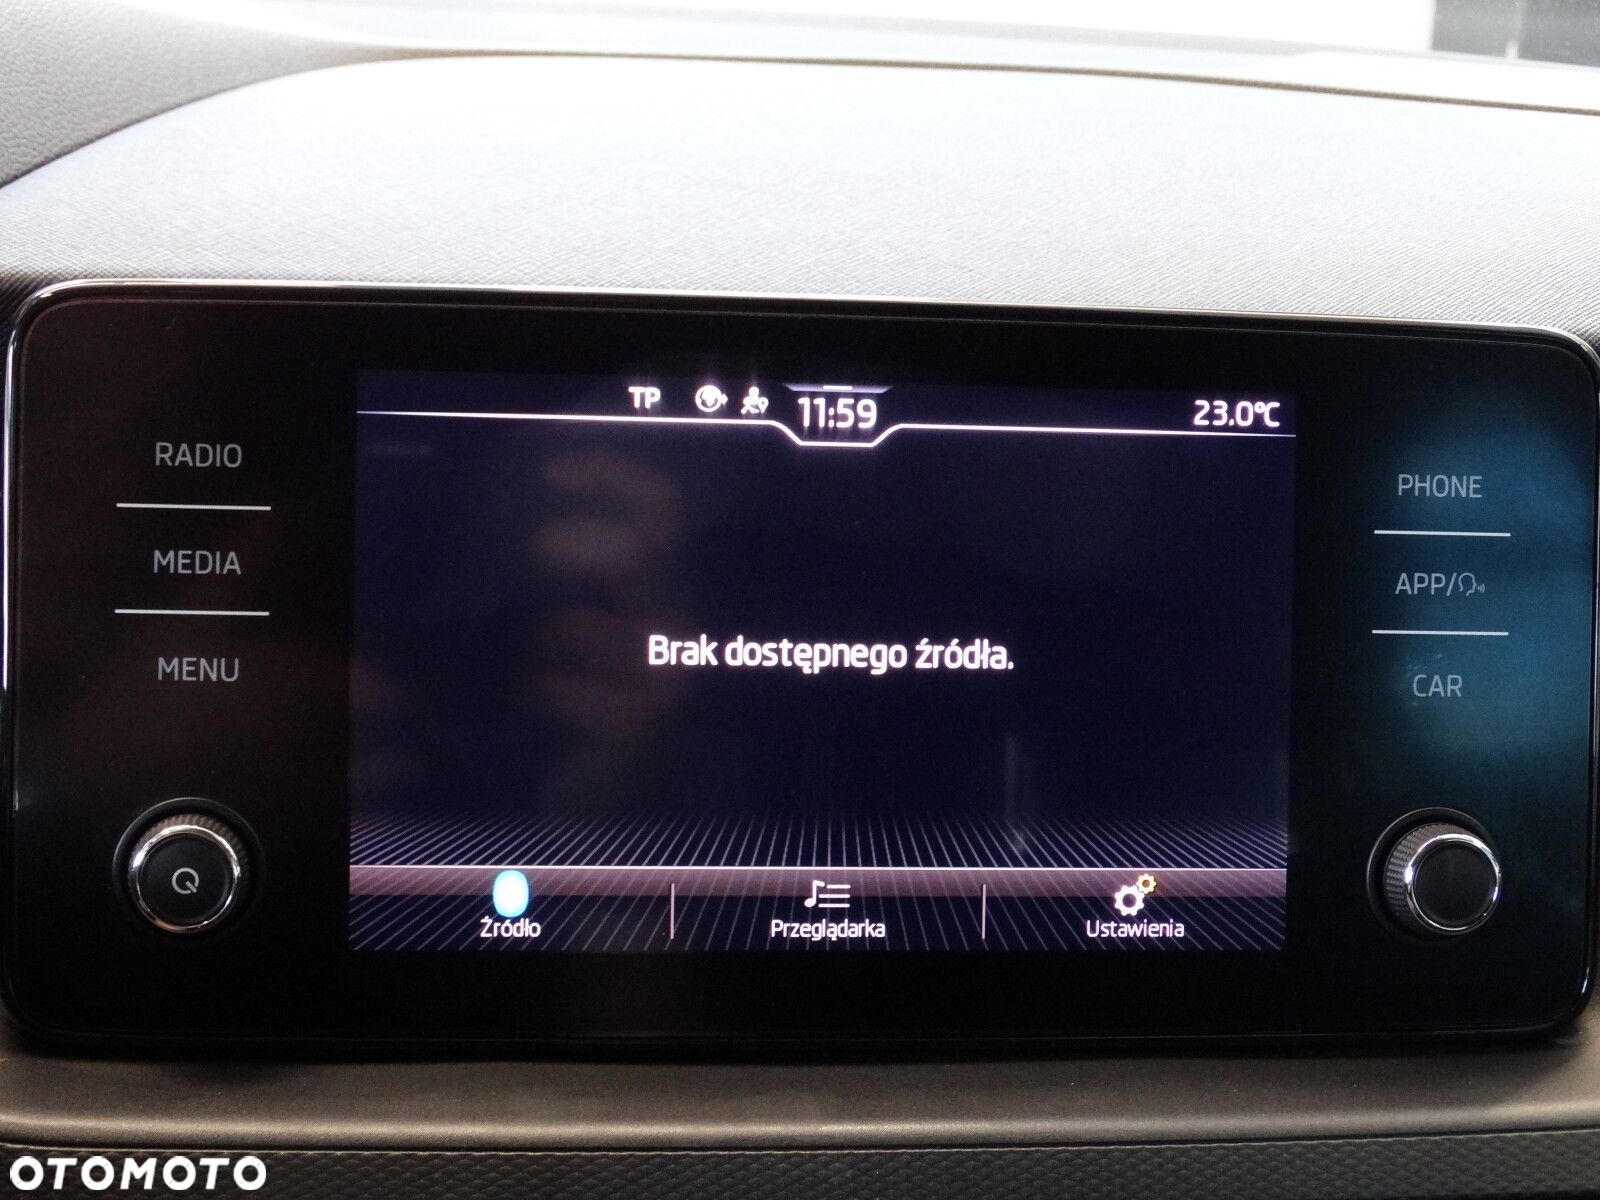 TP
11:59
23.0°C
RADIO
MEDIA
MENU
PHONE
APP/
CAR
Brak dostępnego źródła.
Źródło
Przeglądarka
Ustawienia
OTOMOTO